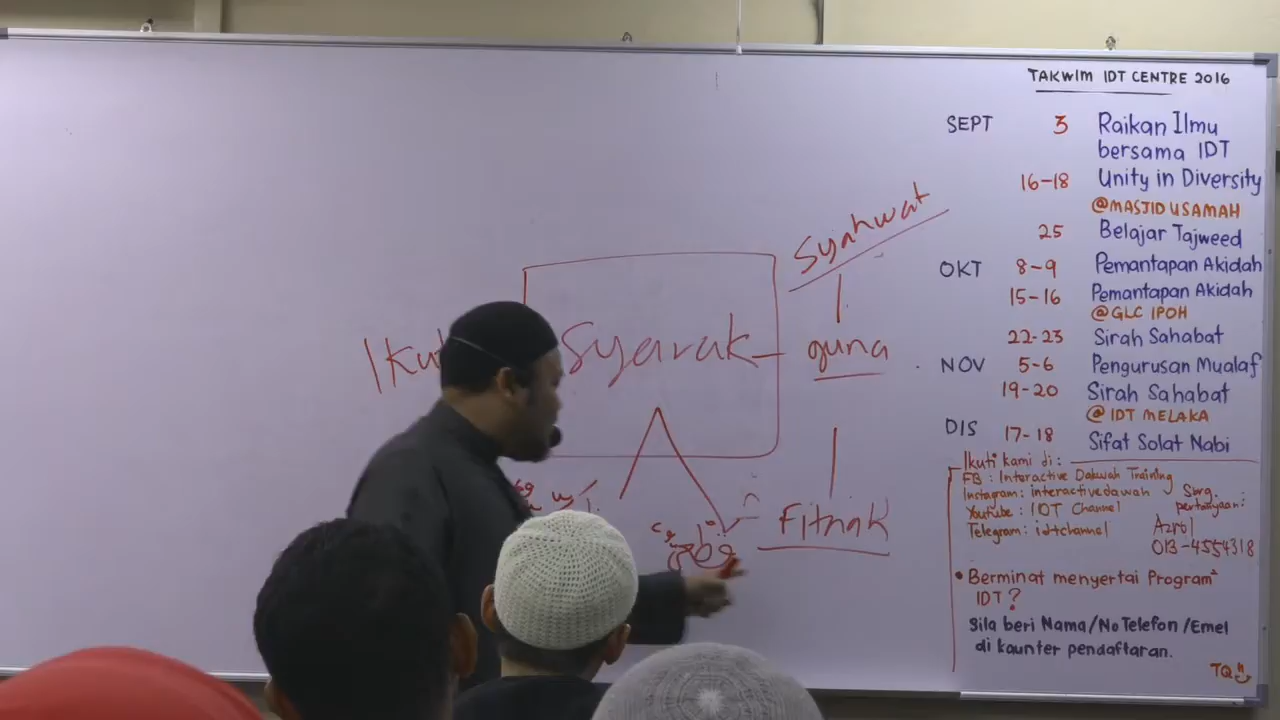 Syahwat
Syarak - guna
Fitnah
TAKWIM IDT CENTRE 2016
SEPT 3 Raikan Ilmu
bersama IDT
16-18 Unity in Diversity
@MASJID USAMAH
25 Belajar Tajweed
OKT 8-9 Pemantapan Akidah
15-16 Pemantapan Akidah
@GLC IPOH
22-23 Sirah Sahabat
NOV 5-6 Pengurusan Mualaf
19-20 Sirah Sahabat
@IDT MELAKA
DIS 17-18 Sifat Solat Nabi
Ikuti kami di:
FB: Interactive Dakwah Training
Instagram: interactivedawah
Youtube: IDT Channel
Telegram: idtchannel
Sbrg. pertanyaan:
Azrol
013-4554318
• Berminat menyertai Program²
IDT?
Sila beri Nama/No Telefon/Emel
di kaunter pendaftaran.
TQ